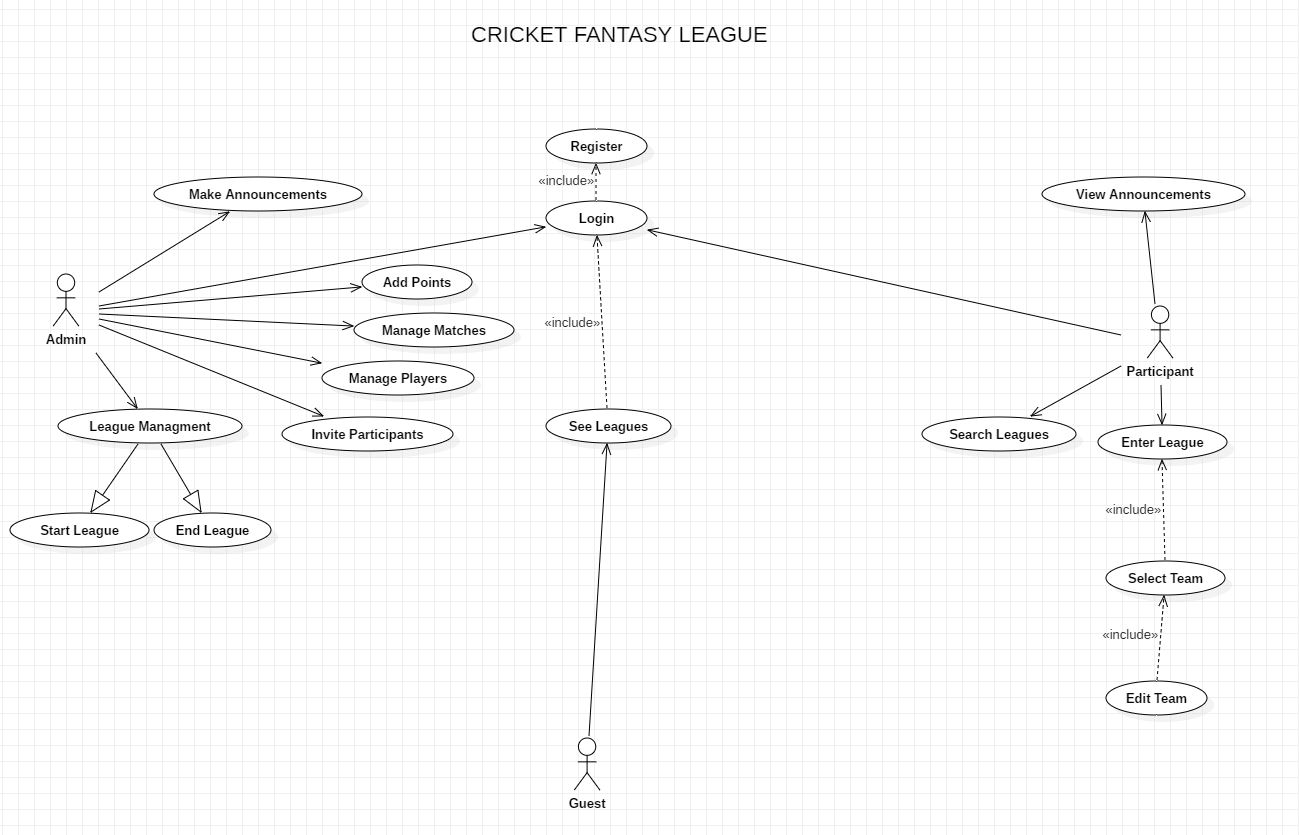 CRICKET FANTASY LEAGUE
Register
«include»
Make Announcements
View Announcements
Login
Add Points
«include»
Manage Matches
Admin
Participant
Manage Players
League Managment
Invite Participants
See Leagues
Search Leagues
Enter League
«include»
Start League
End League
Select Team
«include»
Edit Team
Guest